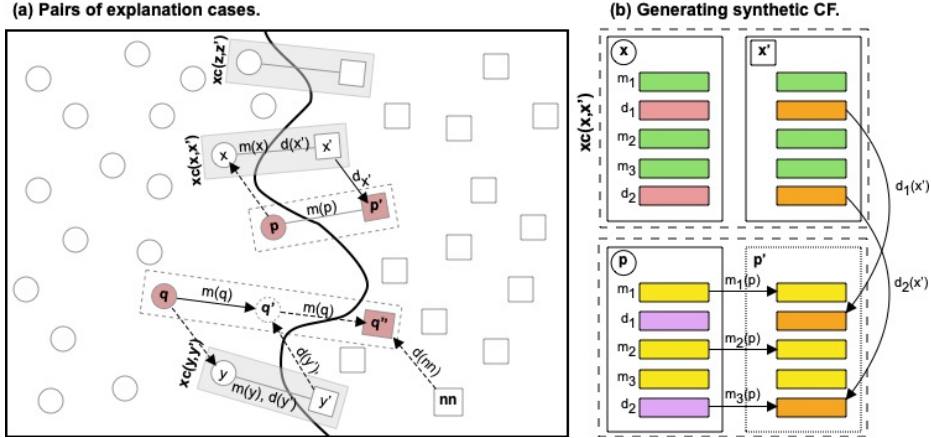 (a) Pairs of explanation cases.
xc(z,z')
xc(x,x')
x
m(x) d(x')
x'
d_x'
p
m(p)
p'
q
m(q)
q'
m(q)
q"
xc(y,y')
y
m(y), d(y')
y'
d(y')
d(nn)
nn
(b) Generating synthetic CF.
xc(x,x')
x
x'
m1
d1
m2
m3
d2
d1(x')
d2(x')
p
p'
m1
m1(p)
d1
m2
m2(p)
m3
d2
m3(p)